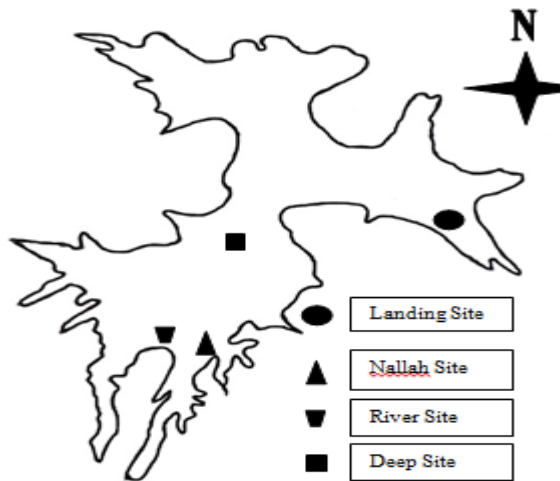 N
Landing Site
Nallah Site
River Site
Deep Site